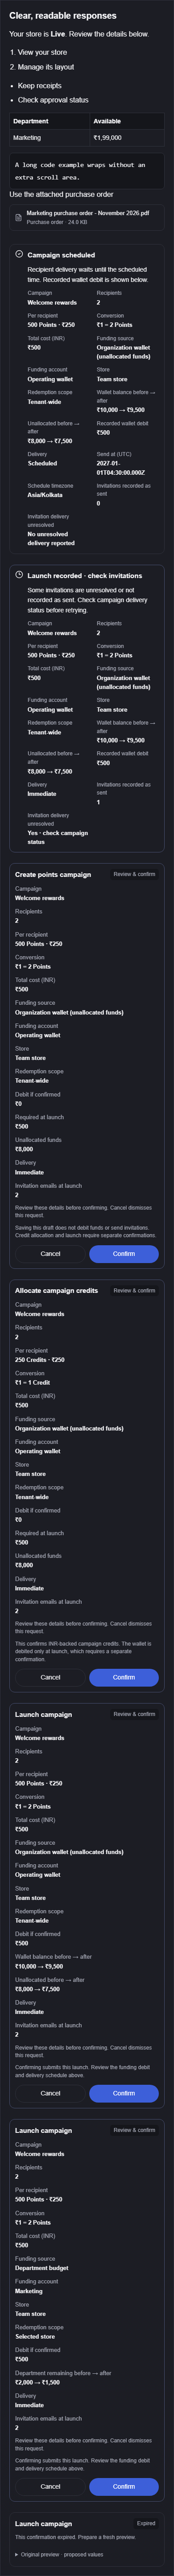 Clear, readable responses
Your store is Live. Review the details below.
1. View your store
2. Manage its layout
• Keep receipts
• Check approval status
Department Available
Marketing ₹1,99,000
A long code example wraps without an
extra scroll area.
Use the attached purchase order
Marketing purchase order - November 2026.pdf
Purchase order · 24.0 KB
Campaign scheduled
Recipient delivery waits until the scheduled
time. Recorded wallet debit is shown below.
Campaign Recipients
Welcome rewards 2
Per recipient Conversion
500 Points · ₹250 ₹1 = 2 Points
Total cost (INR) Funding source
₹500 Organization wallet
(unallocated funds)
Funding account Store
Operating wallet Team store
Redemption scope Wallet balance before →
Tenant-wide after
₹10,000 → ₹9,500
Unallocated before → Recorded wallet debit
after ₹500
₹8,000 → ₹7,500
Delivery Send at (UTC)
Scheduled 2027-01-
01T04:30:00.000Z
Schedule timezone Invitations recorded as
Asia/Kolkata sent
0
Invitation delivery
unresolved
No unresolved
delivery reported
Launch recorded · check invitations
Some invitations are unresolved or not
recorded as sent. Check campaign delivery
status before retrying.
Campaign Recipients
Welcome rewards 2
Per recipient Conversion
500 Points · ₹250 ₹1 = 2 Points
Total cost (INR) Funding source
₹500 Organization wallet
(unallocated funds)
Funding account Store
Operating wallet Team store
Redemption scope Wallet balance before →
Tenant-wide after
₹10,000 → ₹9,500
Unallocated before → Recorded wallet debit
after ₹500
₹8,000 → ₹7,500
Delivery Invitations recorded as
Immediate sent
1
Invitation delivery
unresolved
Yes · check campaign
status
Create points campaign Review & confirm
Campaign
Welcome rewards
Recipients
2
Per recipient
500 Points · ₹250
Conversion
₹1 = 2 Points
Total cost (INR)
₹500
Funding source
Organization wallet (unallocated funds)
Funding account
Operating wallet
Store
Team store
Redemption scope
Tenant-wide
Debit if confirmed
₹0
Required at launch
₹500
Unallocated funds
₹8,000
Delivery
Immediate
Invitation emails at launch
2
Review these details before confirming. Cancel dismisses
this request.
Saving this draft does not debit funds or send invitations.
Credit allocation and launch require separate confirmations.
Cancel Confirm
Allocate campaign credits Review & confirm
Campaign
Welcome rewards
Recipients
2
Per recipient
250 Credits · ₹250
Conversion
₹1 = 1 Credit
Total cost (INR)
₹500
Funding source
Organization wallet (unallocated funds)
Funding account
Operating wallet
Store
Team store
Redemption scope
Tenant-wide
Debit if confirmed
₹0
Required at launch
₹500
Unallocated funds
₹8,000
Delivery
Immediate
Invitation emails at launch
2
Review these details before confirming. Cancel dismisses
this request.
This confirms INR-backed campaign credits. The wallet is
debited only at launch, which requires a separate
confirmation.
Cancel Confirm
Launch campaign Review & confirm
Campaign
Welcome rewards
Recipients
2
Per recipient
500 Points · ₹250
Conversion
₹1 = 2 Points
Total cost (INR)
₹500
Funding source
Organization wallet (unallocated funds)
Funding account
Operating wallet
Store
Team store
Redemption scope
Tenant-wide
Debit if confirmed
₹500
Wallet balance before → after
₹10,000 → ₹9,500
Unallocated before → after
₹8,000 → ₹7,500
Delivery
Immediate
Invitation emails at launch
2
Review these details before confirming. Cancel dismisses
this request.
Confirming submits this launch. Review the funding debit
and delivery schedule above.
Cancel Confirm
Launch campaign Review & confirm
Campaign
Welcome rewards
Recipients
2
Per recipient
500 Points · ₹250
Conversion
₹1 = 2 Points
Total cost (INR)
₹500
Funding source
Department budget
Funding account
Marketing
Store
Team store
Redemption scope
Selected store
Debit if confirmed
₹500
Department remaining before → after
₹2,000 → ₹1,500
Delivery
Immediate
Invitation emails at launch
2
Review these details before confirming. Cancel dismisses
this request.
Confirming submits this launch. Review the funding debit
and delivery schedule above.
Cancel Confirm
Launch campaign Expired
This confirmation expired. Prepare a fresh preview.
Original preview · proposed values